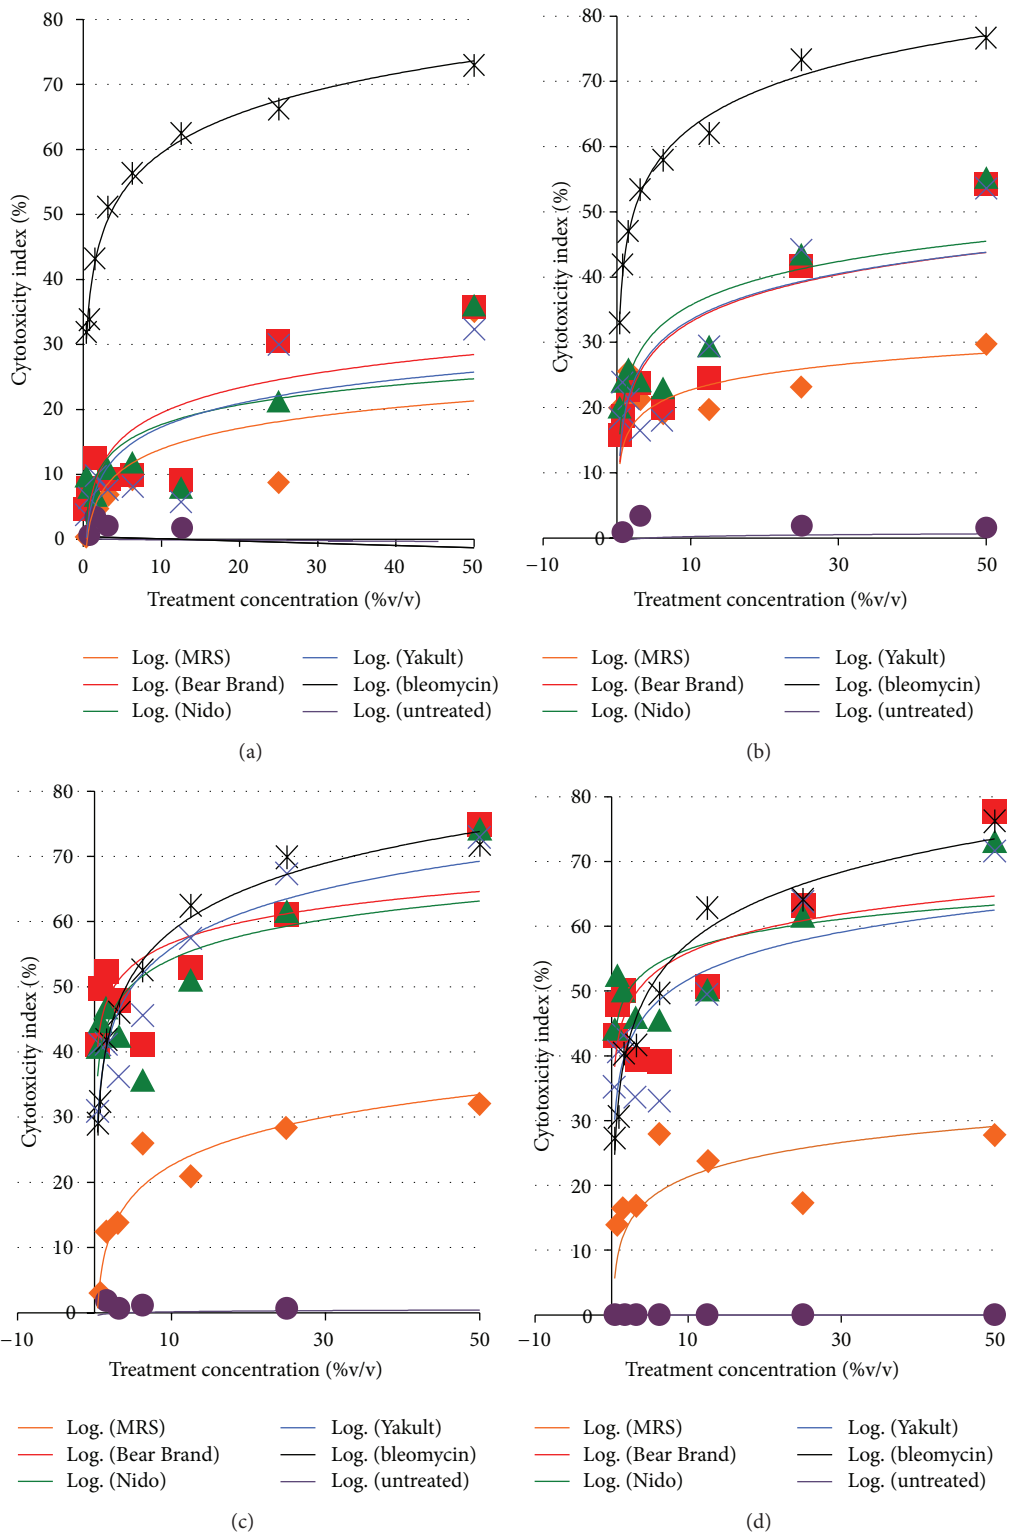 80
70
60
50
40
30
20
10
0
Cytotoxicity index (%)
0 10 20 30 40 50
Treatment concentration (%v/v)
Log. (MRS) Log. (Yakult)
Log. (Bear Brand) Log. (bleomycin)
Log. (Nido) Log. (untreated)
(a)
80
70
60
50
40
30
20
10
0
Cytotoxicity index (%)
−10 10 30 50
Treatment concentration (%v/v)
Log. (MRS) Log. (Yakult)
Log. (Bear Brand) Log. (bleomycin)
Log. (Nido) Log. (untreated)
(b)
80
70
60
50
40
30
20
10
0
Cytotoxicity index (%)
−10 10 30 50
Treatment concentration (%v/v)
Log. (MRS) Log. (Yakult)
Log. (Bear Brand) Log. (bleomycin)
Log. (Nido) Log. (untreated)
(c)
80
70
60
50
40
30
20
10
0
Cytotoxicity index (%)
−10 10 30 50
Treatment concentration (%v/v)
Log. (MRS) Log. (Yakult)
Log. (Bear Brand) Log. (bleomycin)
Log. (Nido) Log. (untreated)
(d)